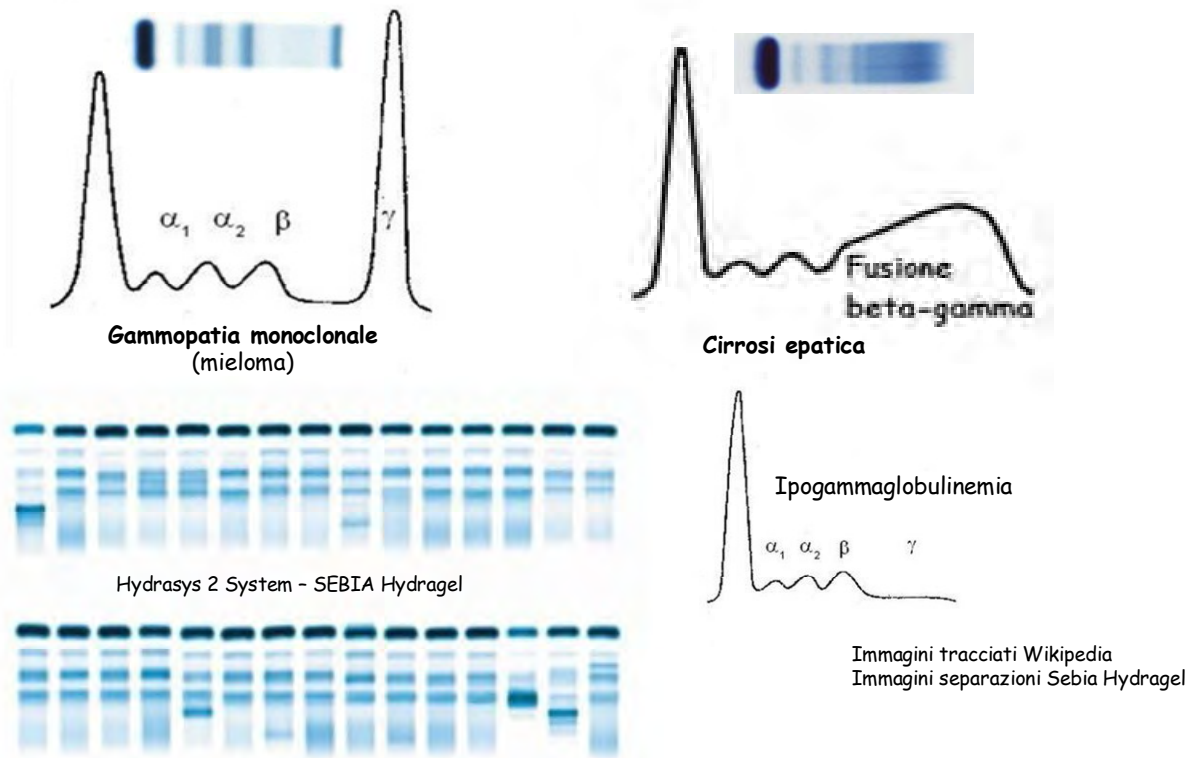 α₁ α₂ β γ
Gammopatia monoclonale
(mieloma)
Fusione
beta-gamma
Cirrosi epatica
Hydrasys 2 System – SEBIA Hydragel
Ipogammaglobulinemia
α₁ α₂ β γ
Immagini tracciati Wikipedia
Immagini separazioni Sebia Hydragel